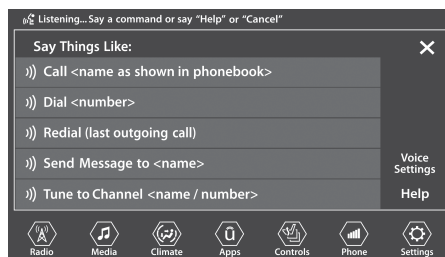 Listening... Say a command or say "Help" or "Cancel"
Say Things Like:
Call <name as shown in phonebook>
Dial <number>
Redial (last outgoing call)
Send Message to <name>
Tune to Channel <name / number>
Voice
Settings
Help
Radio
Media
Climate
Apps
Controls
Phone
Settings